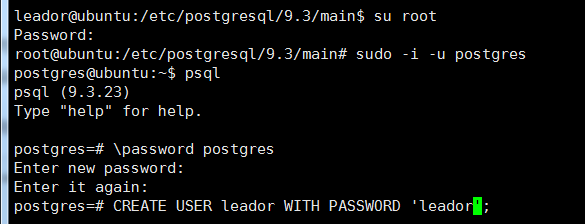 leador@ubuntu:/etc/postgresql/9.3/main$ su root
Password:
root@ubuntu:/etc/postgresql/9.3/main# sudo -i -u postgres
postgres@ubuntu:~$ psql
psql (9.3.23)
Type "help" for help.
postgres=# \password postgres
Enter new password:
Enter it again:
postgres=# CREATE USER leador WITH PASSWORD 'leador';